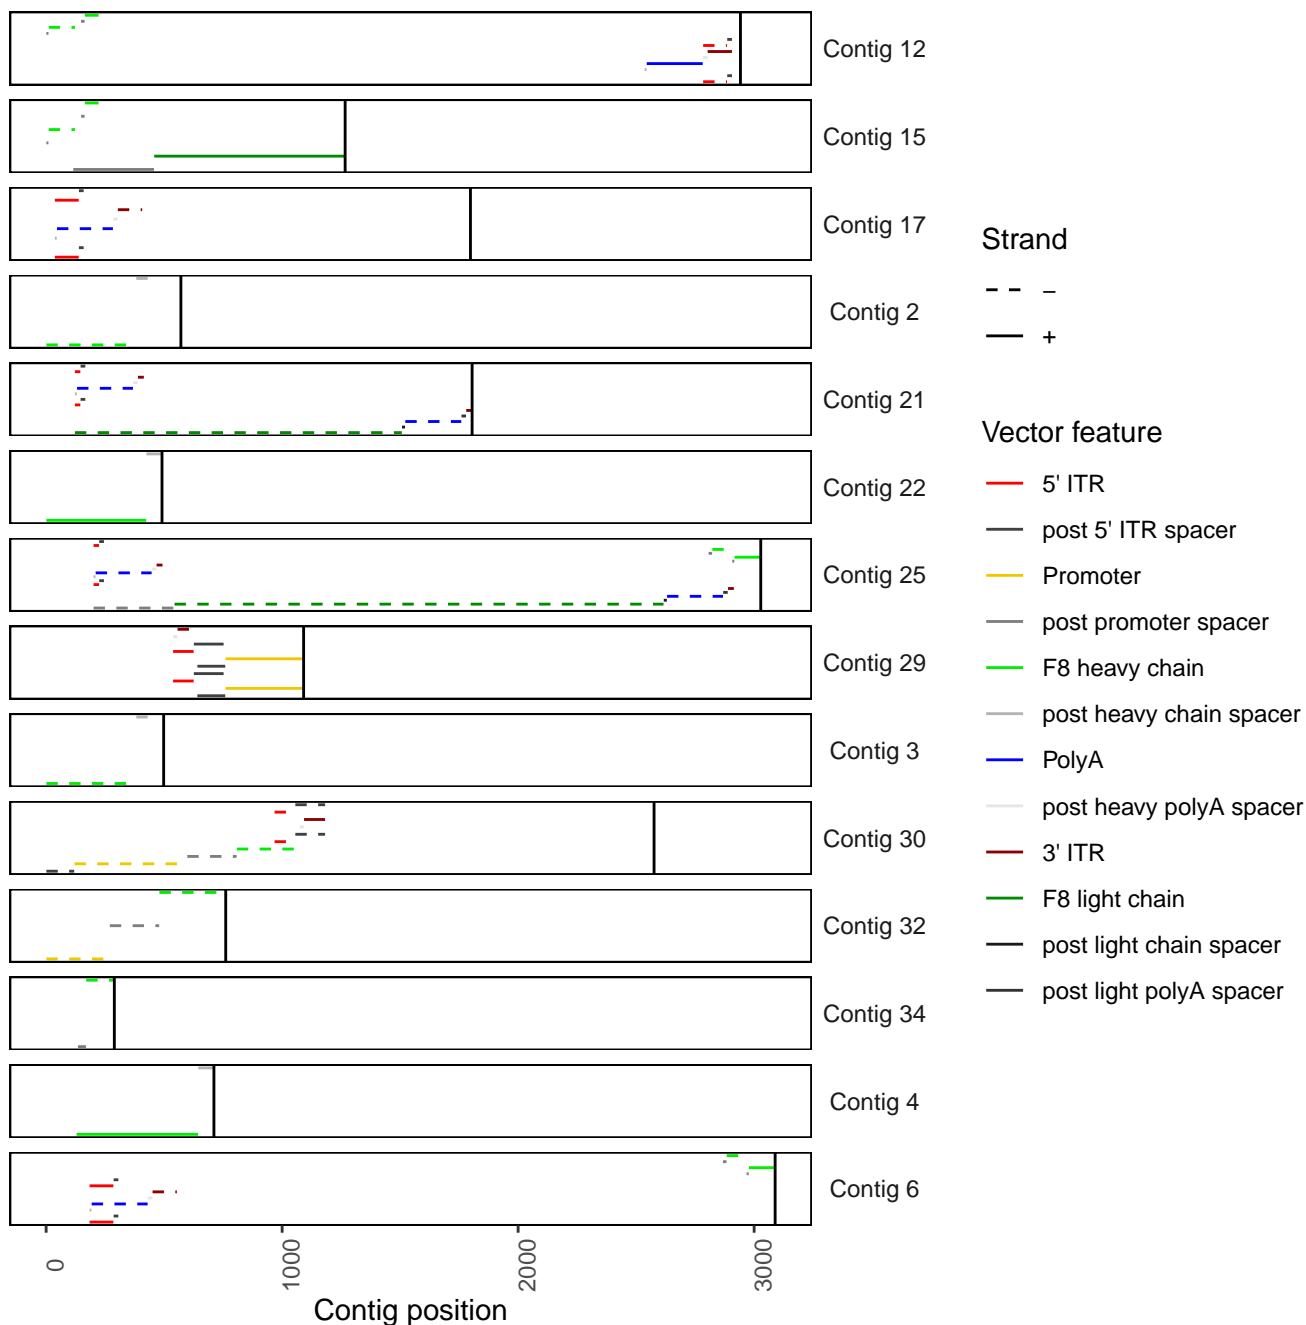 Contig 12
Contig 15
Contig 17
Contig 2
Contig 21
Contig 22
Contig 25
Contig 29
Contig 3
Contig 30
Contig 32
Contig 34
Contig 4
Contig 6
0
1000
2000
3000
Contig position
Strand
−
+
Vector feature
5' ITR
post 5' ITR spacer
Promoter
post promoter spacer
F8 heavy chain
post heavy chain spacer
PolyA
post heavy polyA spacer
3' ITR
F8 light chain
post light chain spacer
post light polyA spacer